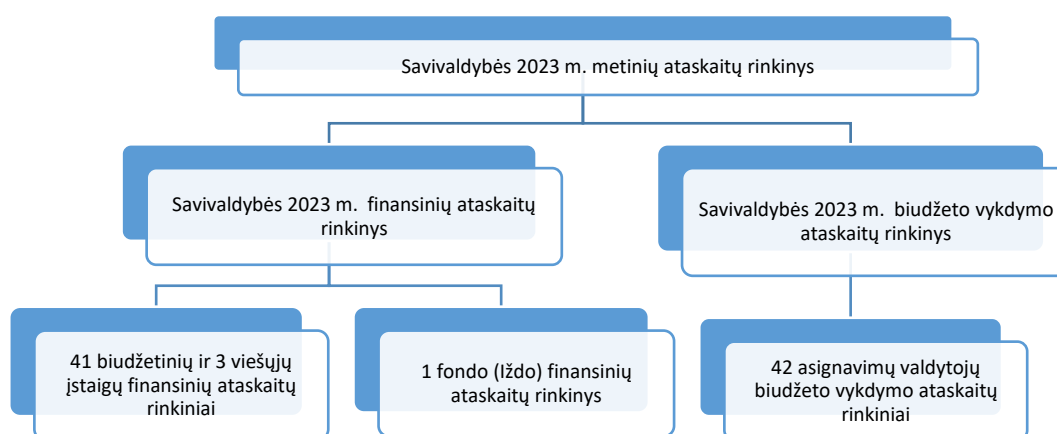 Savivaldybės 2023 m. metinių ataskaitų rinkinys
Savivaldybės 2023 m. finansinių ataskaitų
rinkinys
Savivaldybės 2023 m. biudžeto vykdymo
ataskaitų rinkinys
41 biudžetinių ir 3 viešųjų
įstaigų finansinių ataskaitų
rinkiniai
1 fondo (Iždo) finansinių
ataskaitų rinkinys
42 asignavimų valdytojų
biudžeto vykdymo ataskaitų
rinkiniai